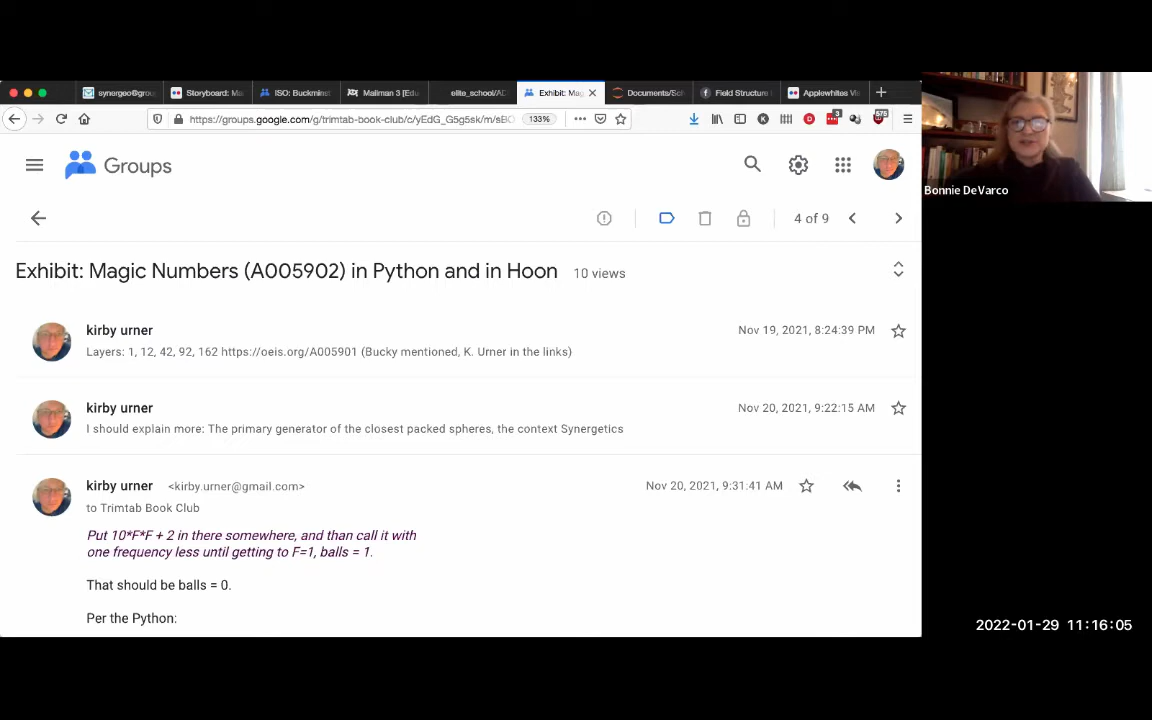 synergeo@grou
Storyboard: Ma
ISO: Buckminst
Mailman 3 [Edu
elite_school/AD
Exhibit: Mag
Documents/Sch
Field Structure
Applewhites Vi
https://groups.google.com/g/trimtab-book-club/c/yEdG_G5g5sk/m/sBO
133%
3
575
Groups
4 of 9
Exhibit: Magic Numbers (A005902) in Python and in Hoon 10 views
kirby urner
Nov 19, 2021, 8:24:39 PM
Layers: 1, 12, 42, 92, 162 https://oeis.org/A005901 (Bucky mentioned, K. Urner in the links)
kirby urner
Nov 20, 2021, 9:22:15 AM
I should explain more: The primary generator of the closest packed spheres, the context Synergetics
kirby urner <kirby.urner@gmail.com>
Nov 20, 2021, 9:31:41 AM
to Trimtab Book Club
Put 10*F*F + 2 in there somewhere, and than call it with
one frequency less until getting to F=1, balls = 1.
That should be balls = 0.
Per the Python:
Bonnie DeVarco
2022-01-29 11:16:05